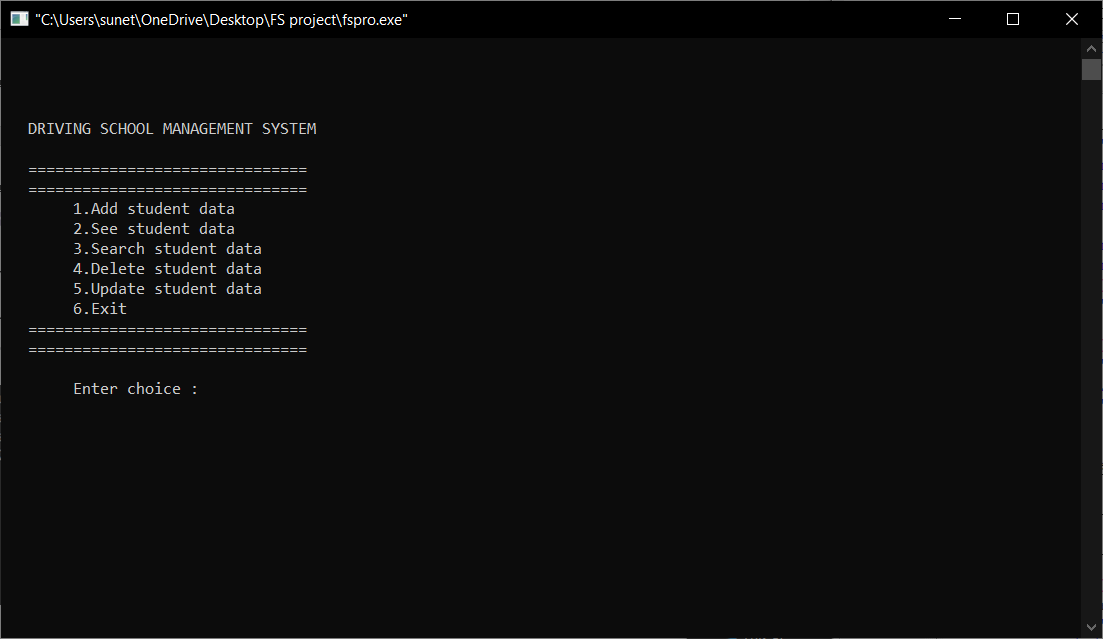 "C:\Users\sunet\OneDrive\Desktop\FS project\fspro.exe"
DRIVING SCHOOL MANAGEMENT SYSTEM
===============================
===============================
1.Add student data
2.See student data
3.Search student data
4.Delete student data
5.Update student data
6.Exit
===============================
===============================
Enter choice :